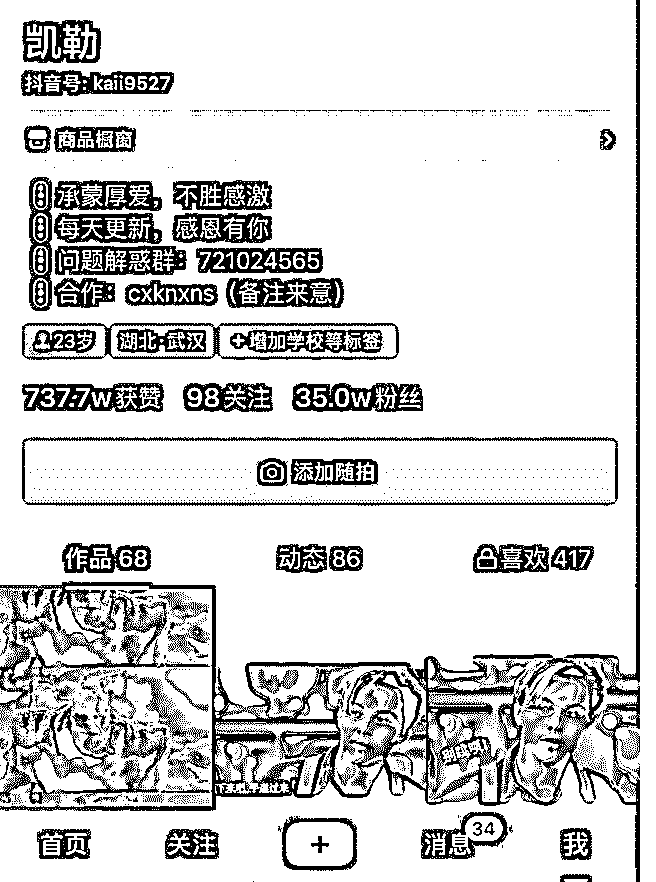 凯勒
抖音号: kaii9527
商品橱窗
承蒙厚爱，不胜感激
每天更新，感恩有你
问题解惑群：721024565
合作：cxknxns（备注来意）
23岁 湖北·武汉 +增加学校等标签
737.7w获赞 98关注 35.0w粉丝
添加随拍
作品 68 动态 86 喜欢 417
首页 关注 + 消息 34 我